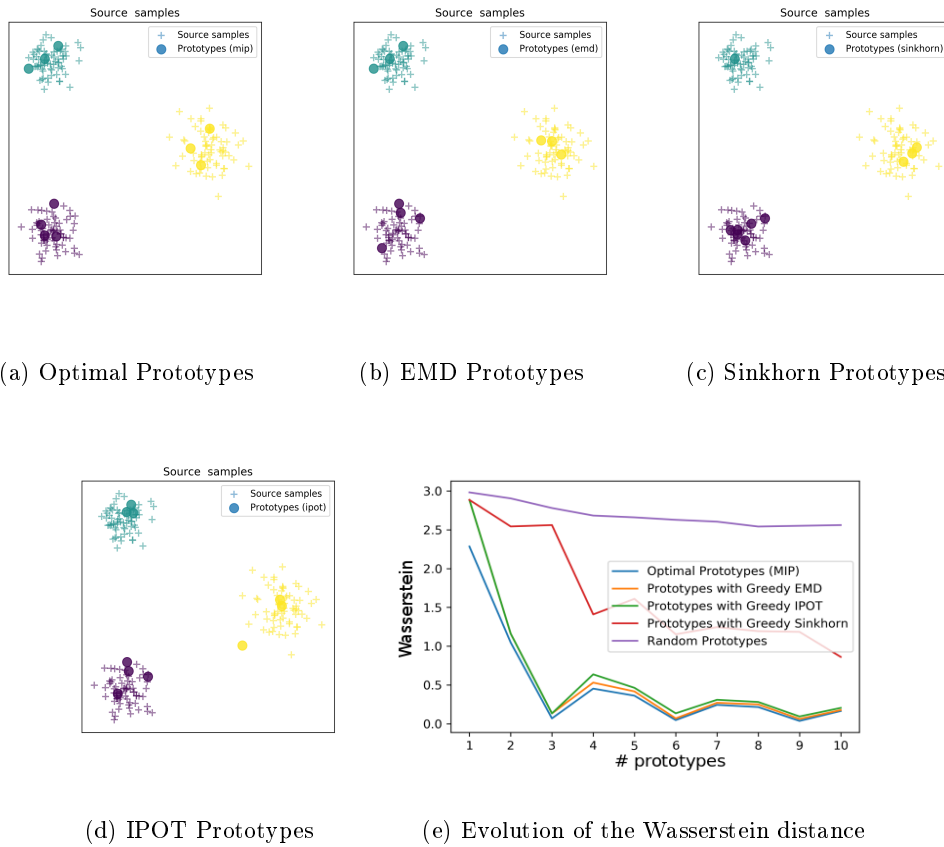 Source samples
Source samples
Prototypes (mip)
Source samples
Source samples
Prototypes (emd)
Source samples
Source samples
Prototypes (sinkhorn)
(a) Optimal Prototypes
(b) EMD Prototypes
(c) Sinkhorn Prototypes
Source samples
Source samples
Prototypes (ipot)
Wasserstein
3.0
2.5
2.0
1.5
1.0
0.5
0.0
Optimal Prototypes (MIP)
Prototypes with Greedy EMD
Prototypes with Greedy IPOT
Prototypes with Greedy Sinkhorn
Random Prototypes
1 2 3 4 5 6 7 8 9 10
# prototypes
(d) IPOT Prototypes
(e) Evolution of the Wasserstein distance